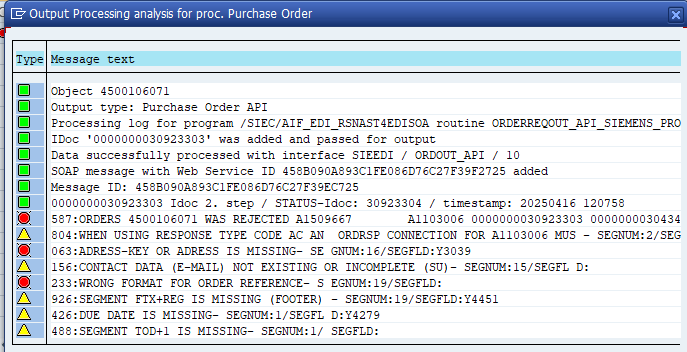 Output Processing analysis for proc. Purchase Order
Type Message text
Object 4500106071
Output type: Purchase Order API
Processing log for program /SIEC/AIF_EDI_RSNAST4EDISOA routine ORDERREQOUT_API_SIEMENS_PRO
IDoc '0000000030923303' was added and passed for output
Data successfully processed with interface SIEEDI / ORDOUT_API / 10
SOAP message with Web Service ID 458B090A893C1FE086D76C27F39F2725 added
Message ID: 458B090A893C1FE086D76C27F39EC725
0000000030923303 Idoc 2. step / STATUS-Idoc: 30923304 / timestamp: 20250416 120758
587:ORDERS 4500106071 WAS REJECTED A1509667 A1103006 0000000030923303 0000000030434
804:WHEN USING RESPONSE TYPE CODE AC AN ORDRSP CONNECTION FOR A1103006 MUS - SEGNUM:2/SEG
063:ADRESS-KEY OR ADRESS IS MISSING- SE GNUM:16/SEGFLD:Y3039
156:CONTACT DATA (E-MAIL) NOT EXISTING OR INCOMPLETE (SU)- SEGNUM:15/SEGFL D:
233:WRONG FORMAT FOR ORDER REFERENCE- S EGNUM:19/SEGFLD:
926:SEGMENT FTX+REG IS MISSING (FOOTER) - SEGNUM:19/SEGFLD:Y4451
426:DUE DATE IS MISSING- SEGNUM:1/SEGFL D:Y4279
488:SEGMENT TOD+1 IS MISSING- SEGNUM:1/ SEGFLD: